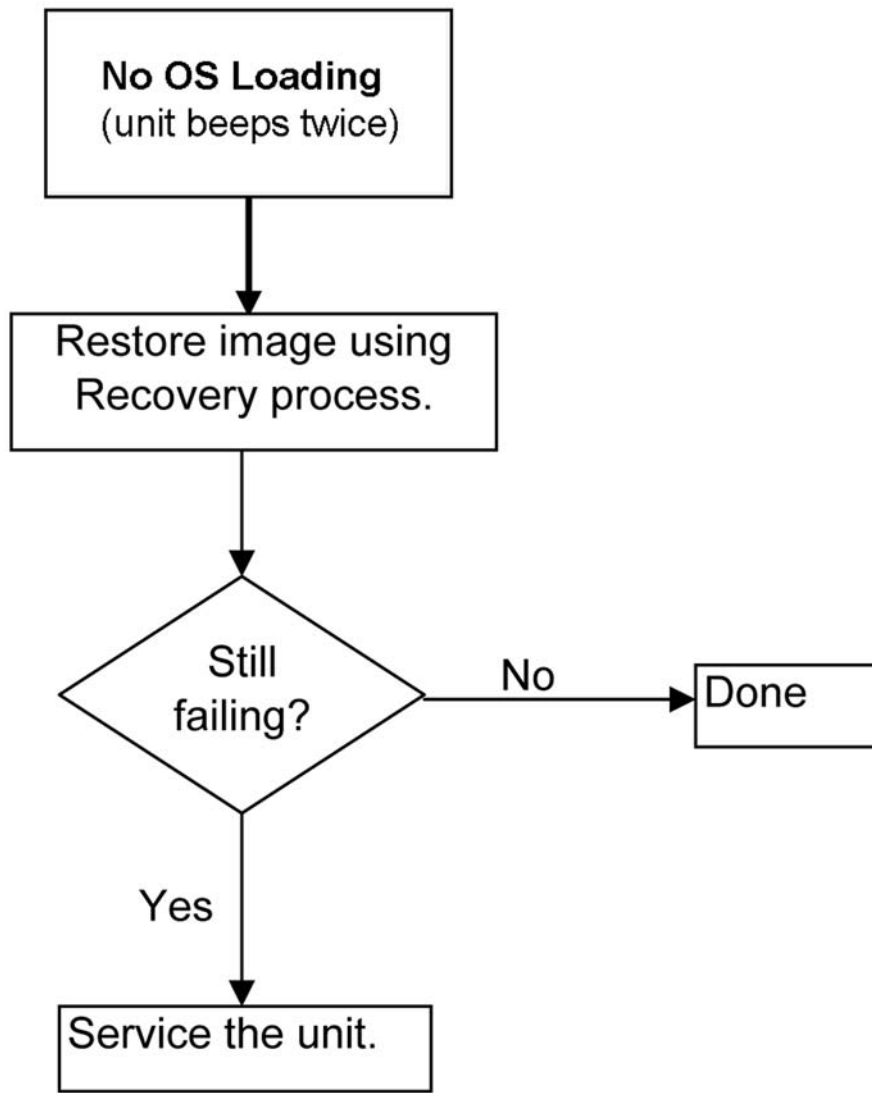 No OS Loading
(unit beeps twice)
Restore image using
Recovery process.
Still
failing?
No
Done
Yes
Service the unit.